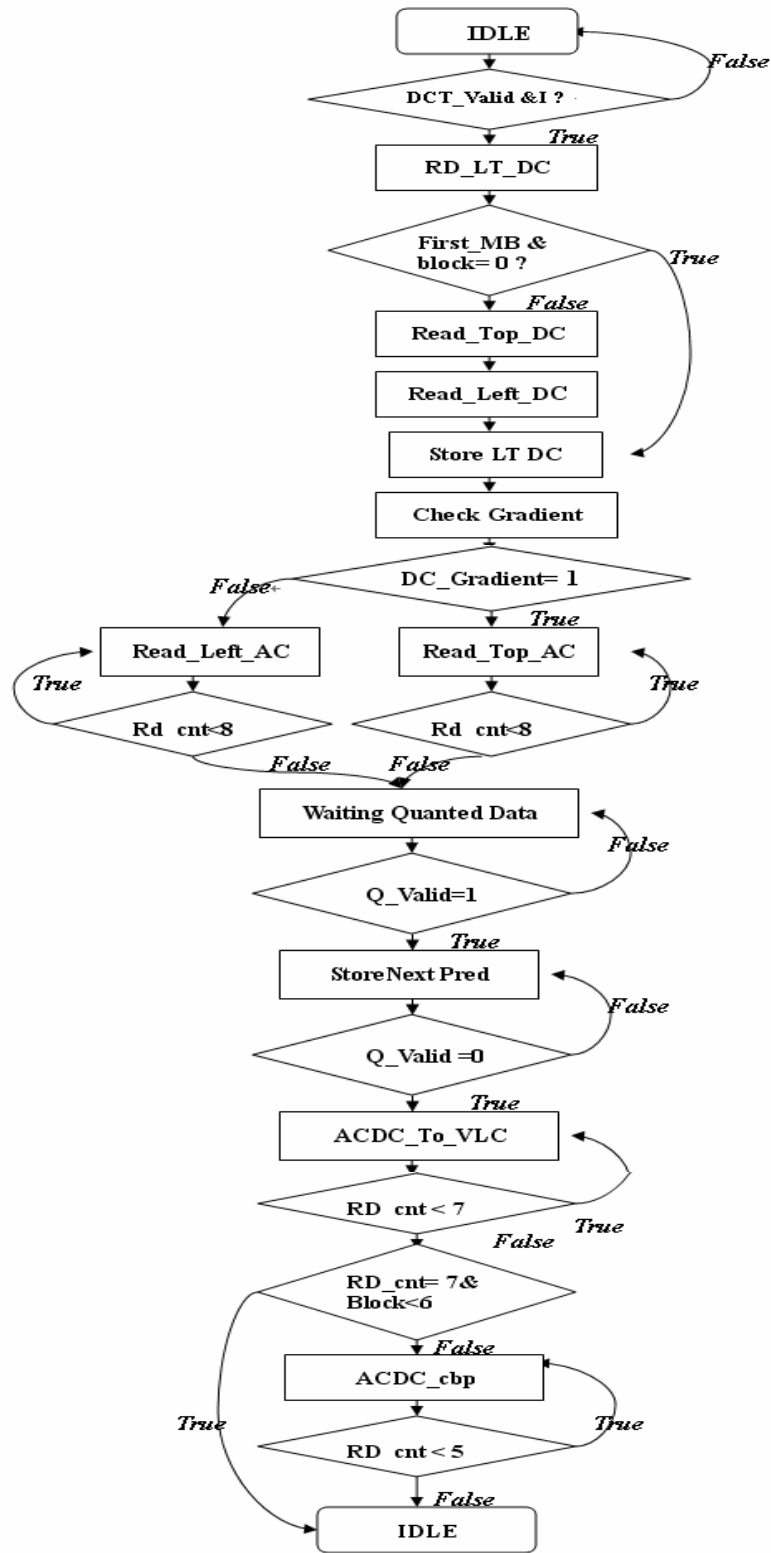 IDLE
False
DCT_Valid &I ?
True
RD_LT_DC
First_MB &
block= 0 ?
True
False
Read_Top_DC
Read_Left_DC
Store LT DC
Check Gradient
DC_Gradient= 1
False
True
Read_Left_AC
Read_Top_AC
True
True
Rd cnt<8
Rd cnt<8
False
False
Waiting Quanted Data
False
Q_Valid=1
True
StoreNext Pred
False
Q_Valid =0
True
ACDC_To_VLC
RD cnt < 7
True
False
RD_cnt= 7&
Block<6
False
ACDC_cbp
True
True
RD cnt < 5
False
IDLE